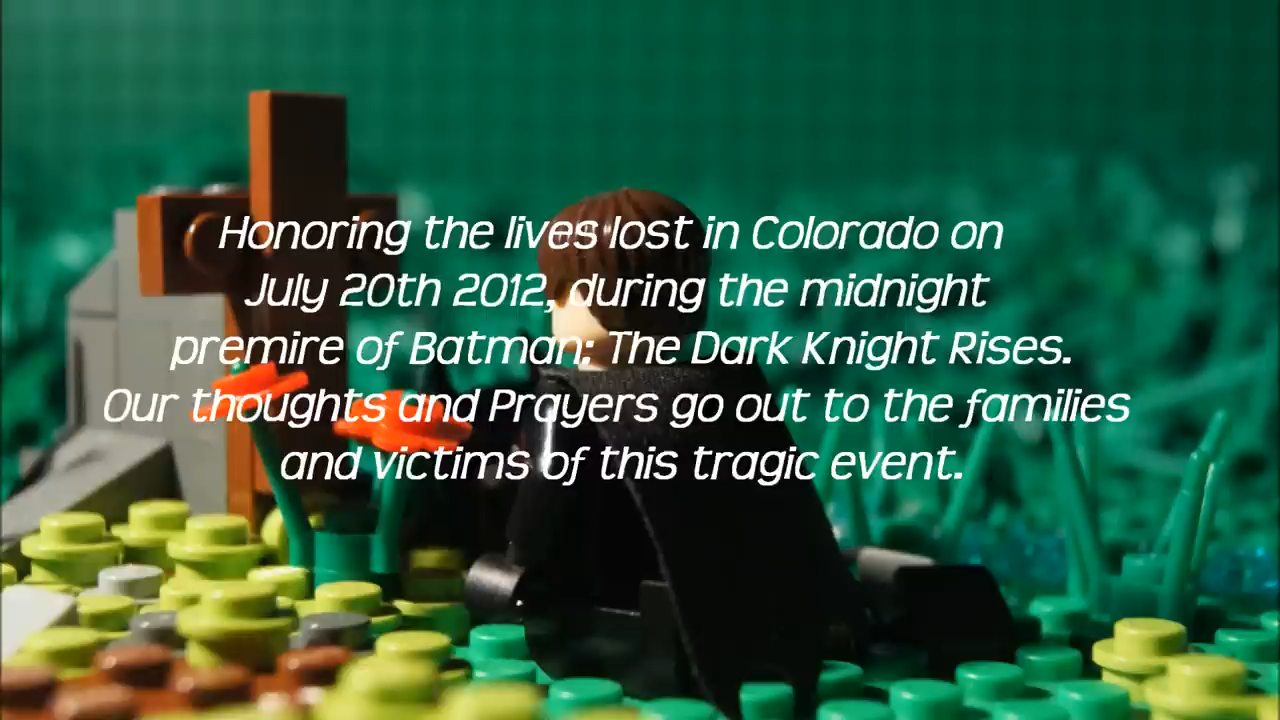 Honoring the lives lost in Colorado on
July 20th 2012, during the midnight
premire of Batman; The Dark Knight Rises.
Our thoughts and Prayers go out to the families
and victims of this tragic event.